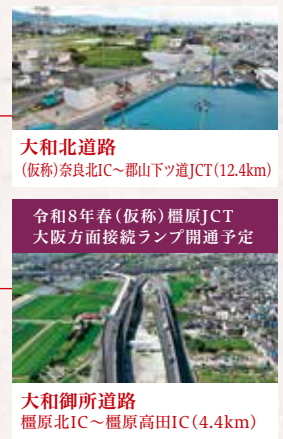 大和北道路
(仮称)奈良北IC~郡山下ツ道JCT(12.4km)
令和8年春(仮称)橿原JCT
大阪方面接続ランプ開通予定
大和御所道路
橿原北IC~橿原高田IC(4.4km)